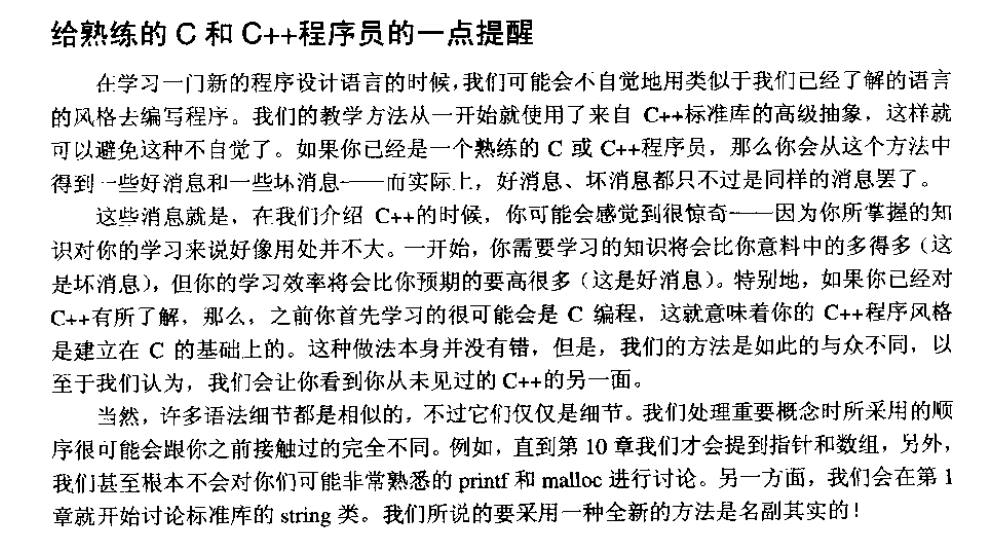 给熟练的 C 和 C++程序员的一点提醒
在学习一门新的程序设计语言的时候，我们可能会不自觉地用类似于我们已经了解的语言
的风格去编写程序。我们的教学方法从一开始就使用了来自 C++标准库的高级抽象，这样就
可以避免这种不自觉了。如果你已经是一个熟练的 C 或 C++程序员，那么你会从这个方法中
得到一些好消息和一些坏消息——而实际上，好消息、坏消息都只不过是同样的消息罢了。
这些消息就是，在我们介绍 C++的时候，你可能会感觉到很惊奇——因为你所掌握的知
识对你的学习来说好像用处并不大。一开始，你需要学习的知识将会比你意料中的多得多（这
是坏消息），但你的学习效率将会比你预期的要高很多（这是好消息）。特别地，如果你已经对
C++有所了解，那么，之前你首先学习的很可能会是 C 编程，这就意味着你的 C++程序风格
是建立在 C 的基础上的。这种做法本身并没有错，但是，我们的方法是如此的与众不同，以
至于我们认为，我们会让你看到你从未见过的 C++的另一面。
当然，许多语法细节都是相似的，不过它们仅仅是细节。我们处理重要概念时所采用的顺
序很可能会跟你之前接触过的完全不同。例如，直到第 10 章我们才会提到指针和数组，另外，
我们甚至根本不会对你们可能非常熟悉的 printf 和 malloc 进行讨论。另一方面，我们会在第 1
章就开始讨论标准库的 string 类。我们所说的要采用一种全新的方法是名副其实的！